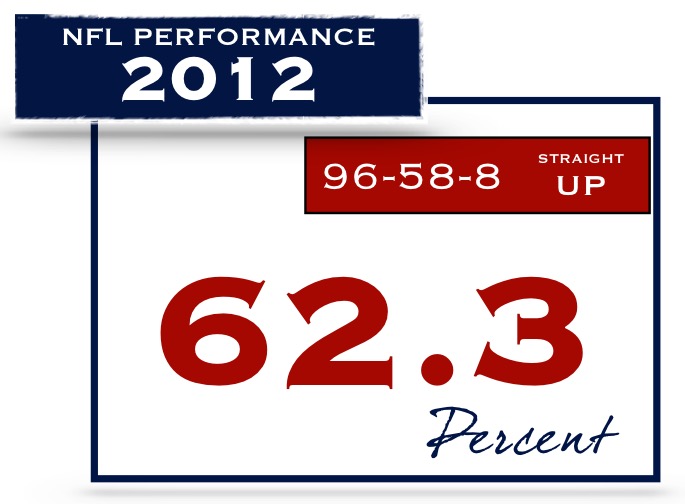 NFL PERFORMANCE
2012
96-58-8
STRAIGHT
UP
62.3
Percent